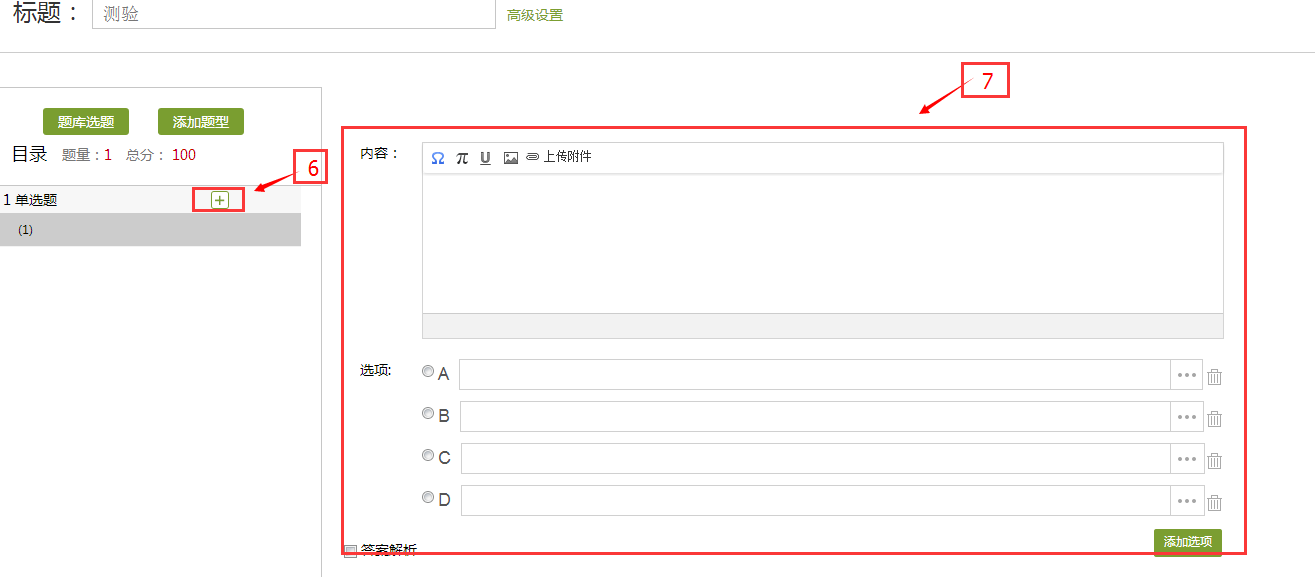 标题： 测验 高级设置
7
题库选题 添加题型
目录 题量：1 总分： 100
6
1 单选题
(1)
内容： Ω π U 上传附件
选项: A
B
C
D
答案解析 添加选项